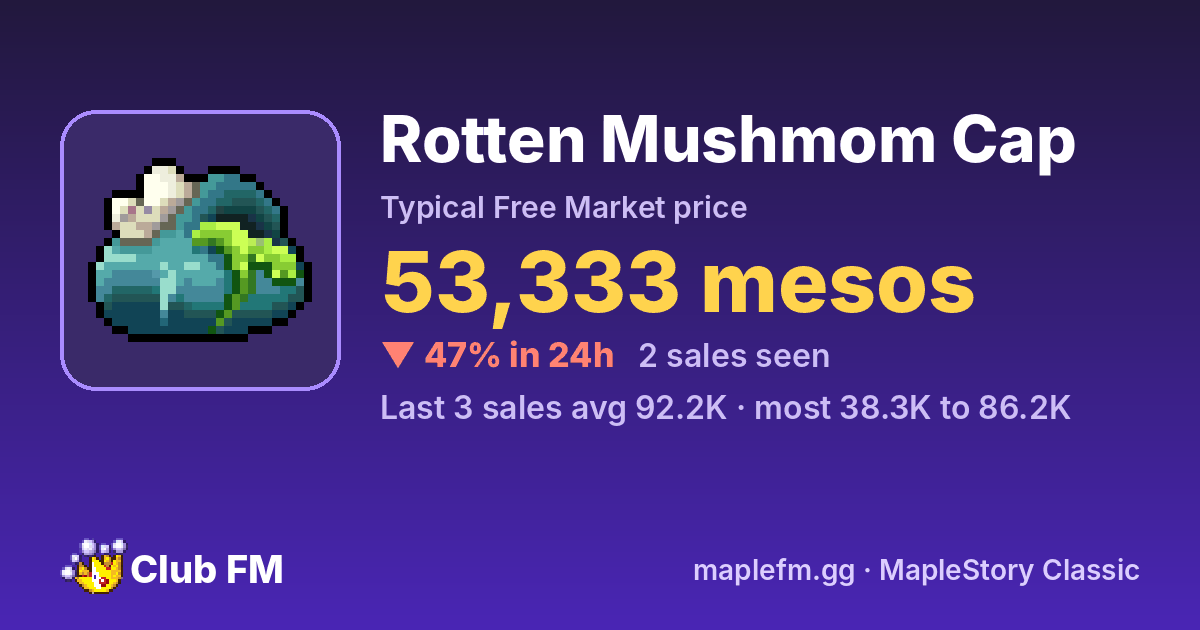 Rotten Mushmom Cap
Typical Free Market price
53,333 mesos
▼ 47% in 24h 2 sales seen
Last 3 sales avg 92.2K · most 38.3K to 86.2K
Club FM
maplefm.gg · MapleStory Classic